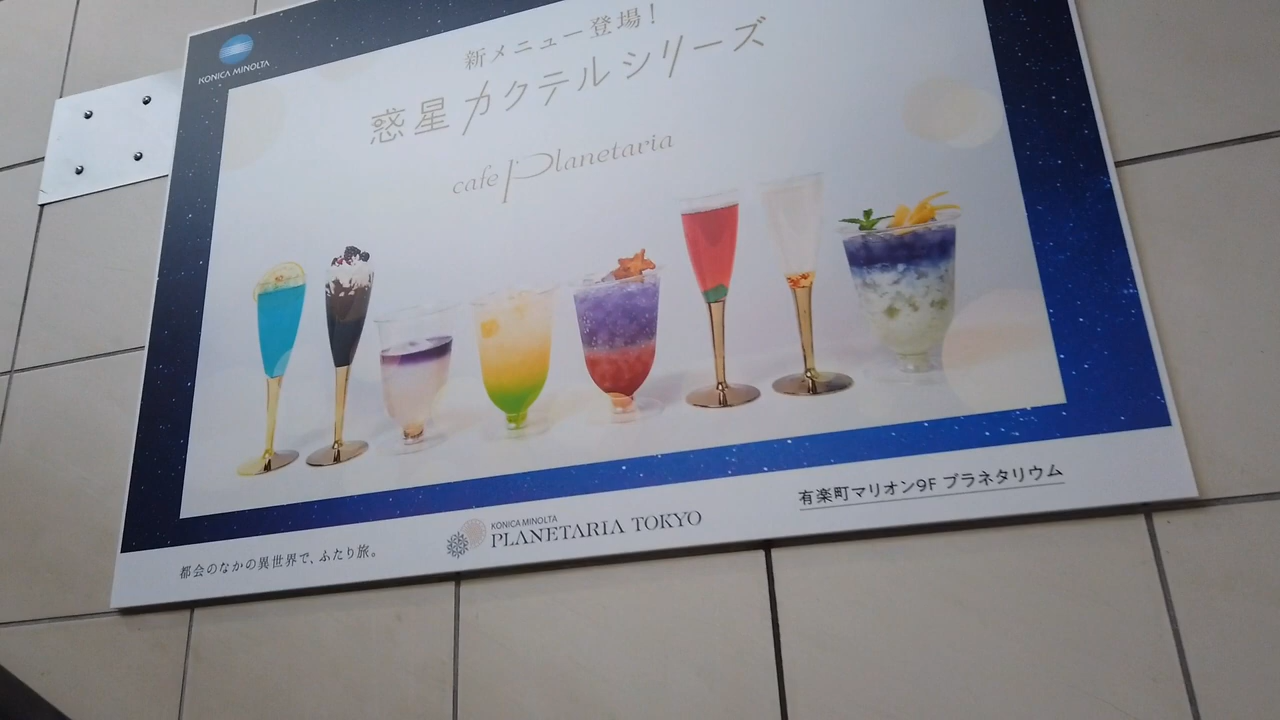 KONICA MINOLTA
新メニュー登場!
惑星カクテルシリーズ
cafe Planetaria
都会のなかの異世界で、ふたり旅。
KONICA MINOLTA
PLANETARIA TOKYO
有楽町マリオン9F プラネタリウム